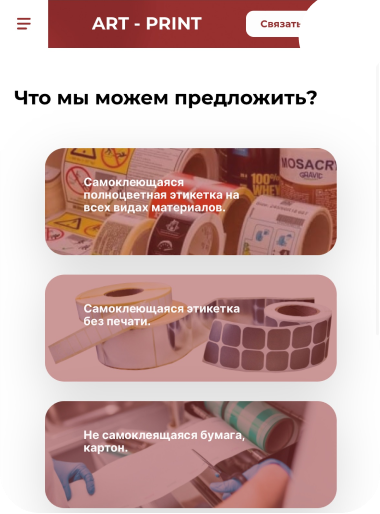 ART - PRINT
Что мы можем предложить?
MOSACR
GRAVIC
100%
WHEY
Самоклеющаяся
полноцветная этикетка на
всех видах материалов.
Самоклеющаяся этикетка
без печати.
Не самоклеящаяся бумага,
картон.